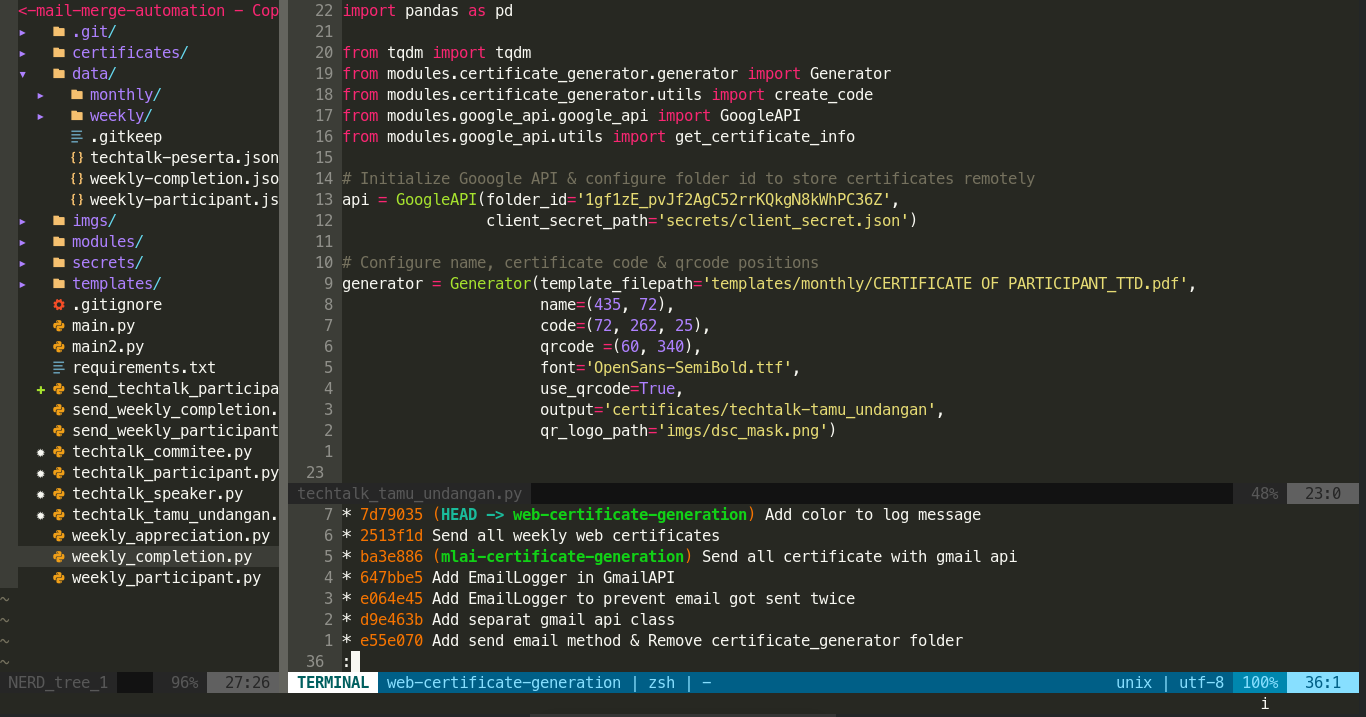 <-mail-merge-automation – Cop
▸ .git/
▸ certificates/
▾ data/
▸ monthly/
▸ weekly/
.gitkeep
{} techtalk-peserta.json
{} weekly-completion.jso
{} weekly-participant.js
▸ imgs/
▸ modules/
▸ secrets/
▸ templates/
.gitignore
main.py
main2.py
requirements.txt
+ send_techtalk_participa
send_weekly_completion.
send_weekly_participant
✹ techtalk_commitee.py
✹ techtalk_participant.py
✹ techtalk_speaker.py
✹ techtalk_tamu_undangan.
weekly_appreciation.py
weekly_completion.py
weekly_participant.py
~
~
~
~
NERD_tree_1 96% 27:26
22 import pandas as pd
21
20 from tqdm import tqdm
19 from modules.certificate_generator.generator import Generator
18 from modules.certificate_generator.utils import create_code
17 from modules.google_api.google_api import GoogleAPI
16 from modules.google_api.utils import get_certificate_info
15
14 # Initialize Gooogle API & configure folder id to store certificates remotely
13 api = GoogleAPI(folder_id='1gf1zE_pvJf2AgC52rrKQkgN8kWhPC36Z',
12 client_secret_path='secrets/client_secret.json')
11
10 # Configure name, certificate code & qrcode positions
9 generator = Generator(template_filepath='templates/monthly/CERTIFICATE OF PARTICIPANT_TTD.pdf',
8 name=(435, 72),
7 code=(72, 262, 25),
6 qrcode =(60, 340),
5 font='OpenSans-SemiBold.ttf',
4 use_qrcode=True,
3 output='certificates/techtalk-tamu_undangan',
2 qr_logo_path='imgs/dsc_mask.png')
1
23
techtalk_tamu_undangan.py 48% 23:0
7 * 7d79035 (HEAD -> web-certificate-generation) Add color to log message
6 * 2513f1d Send all weekly web certificates
5 * ba3e886 (mlai-certificate-generation) Send all certificate with gmail api
4 * 647bbe5 Add EmailLogger in GmailAPI
3 * e064e45 Add EmailLogger to prevent email got sent twice
2 * d9e463b Add separat gmail api class
1 * e55e070 Add send email method & Remove certificate_generator folder
36 :
TERMINAL web-certificate-generation | zsh | – unix | utf-8 100% 36:1
i